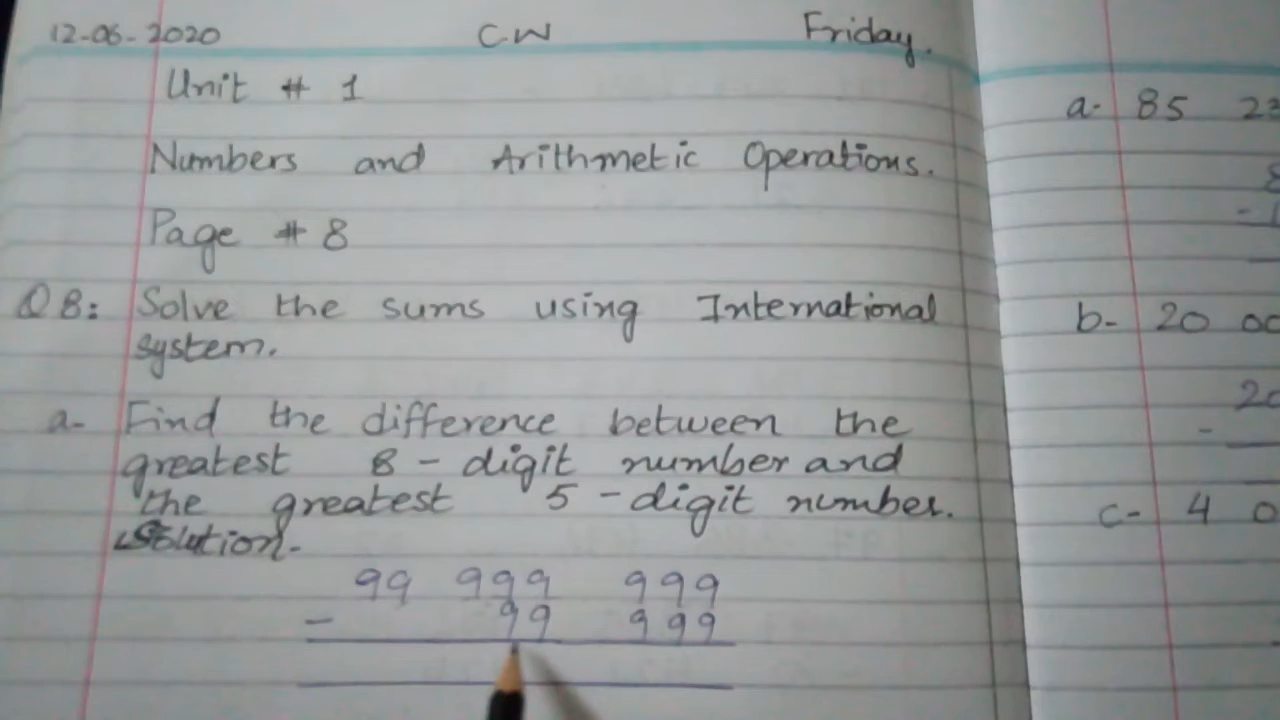 12-06-2020 CW Friday.
Unit # 1
Numbers and Arithmetic Operations.
Page # 8
Q8: Solve the sums using International
system.
a- Find the difference between the
greatest 8-digit number and
the greatest 5-digit number.
Solution-
99 999 999
- 99 999
a- 85
b- 20
20
-
c- 4 0